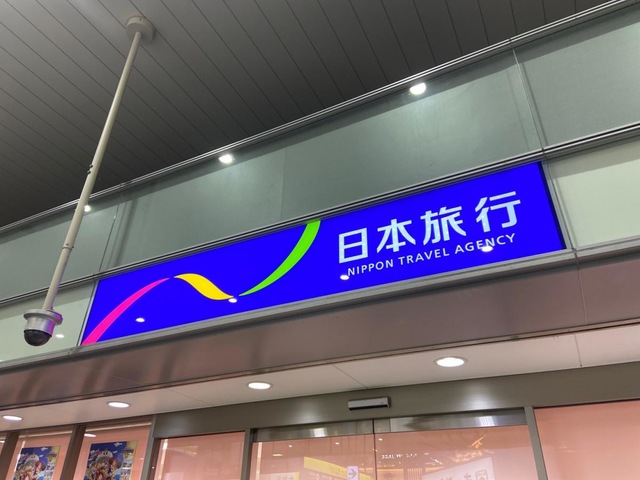 日本旅行
NIPPON TRAVEL AGENCY